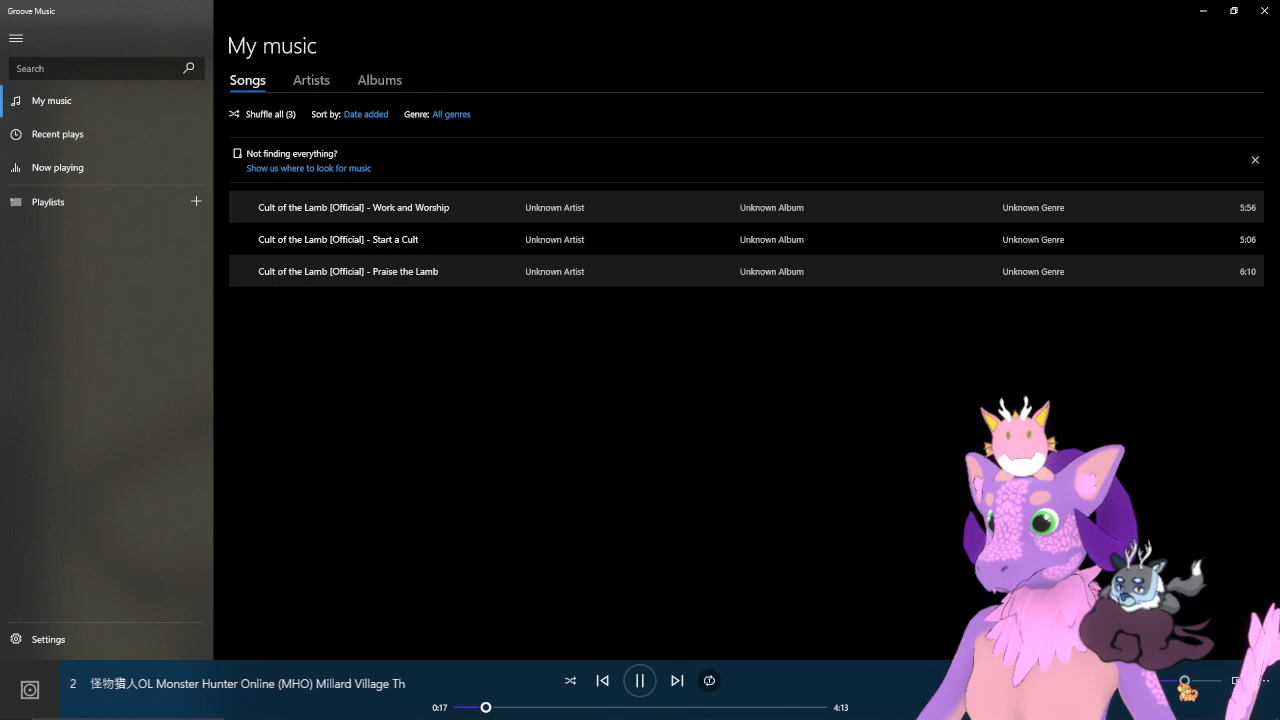 Groove Music
Search
My music
Recent plays
Now playing
Playlists
Settings
My music
Songs Artists Albums
Shuffle all (3) Sort by: Date added Genre: All genres
Not finding everything?
Show us where to look for music
Cult of the Lamb [Official] - Work and Worship Unknown Artist Unknown Album Unknown Genre 5:56
Cult of the Lamb [Official] - Start a Cult Unknown Artist Unknown Album Unknown Genre 5:06
Cult of the Lamb [Official] - Praise the Lamb Unknown Artist Unknown Album Unknown Genre 6:10
2 怪物猎人OL Monster Hunter Online (MHO) Millard Village Th
0:17 4:13